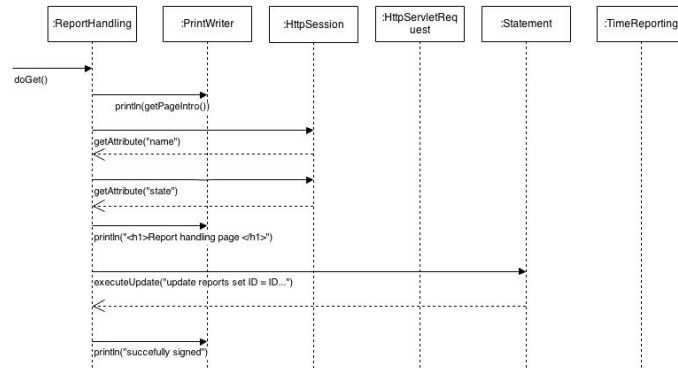 :ReportHandling
:PrintWriter
:HttpSession
:HttpServletReq
uest
:Statement
:TimeReporting
doGet()
println(getPageIntro())
getAttribute("name")
getAttribute("state")
println("<h1>Report handling page </h1>")
executeUpdate("update reports set ID = ID...")
println("succefully signed")